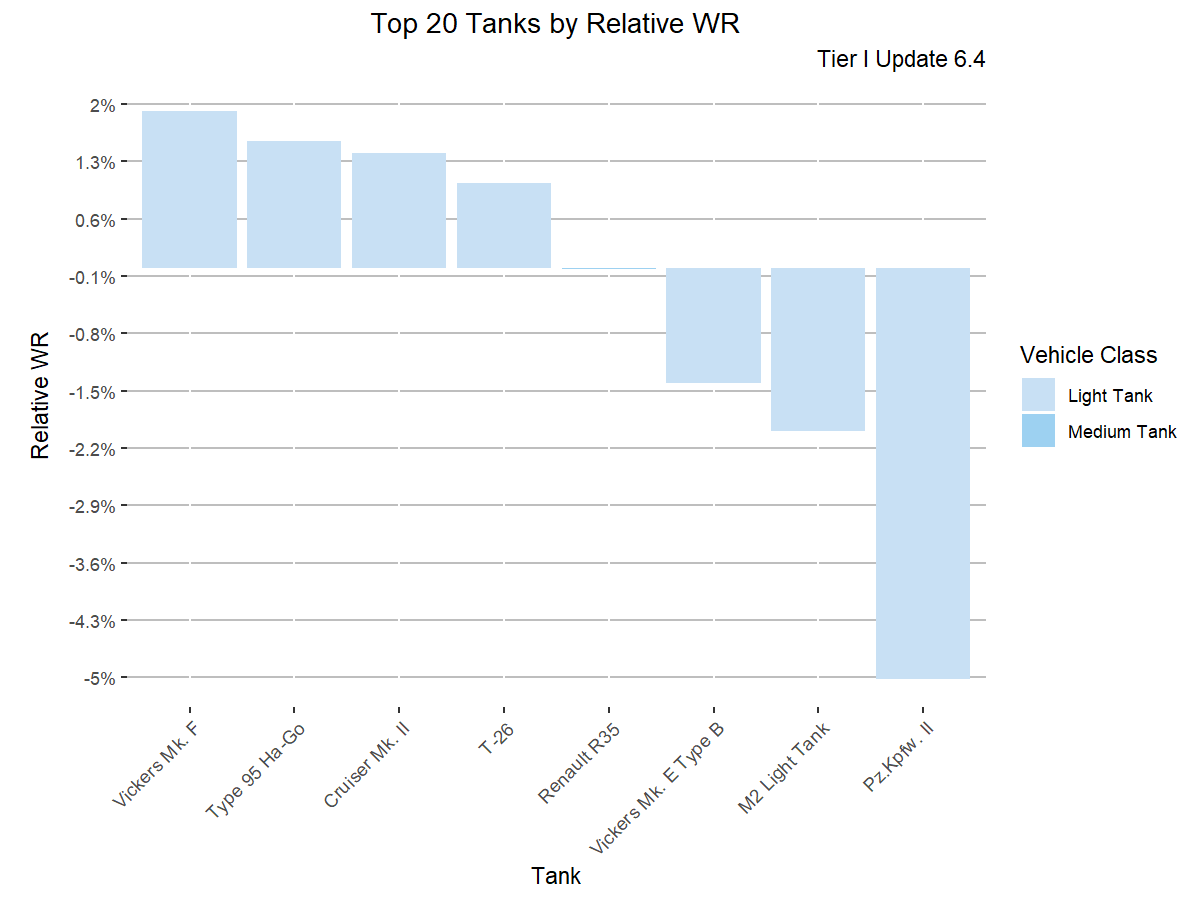 Top 20 Tanks by Relative WR
Tier I Update 6.4
2%
1.3%
0.6%
-0.1%
-0.8%
-1.5%
-2.2%
-2.9%
-3.6%
-4.3%
-5%
Relative WR
Vickers Mk. F
Type 95 Ha-Go
Cruiser Mk. II
T-26
Renault R35
Vickers Mk. E Type B
M2 Light Tank
Pz.Kpfw. II
Tank
Vehicle Class
Light Tank
Medium Tank